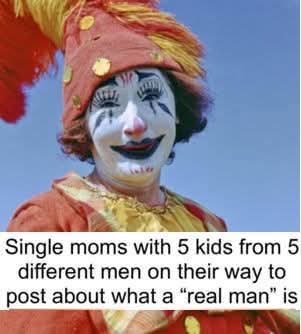 Single moms with 5 kids from 5
different men on their way to
post about what a “real man” is